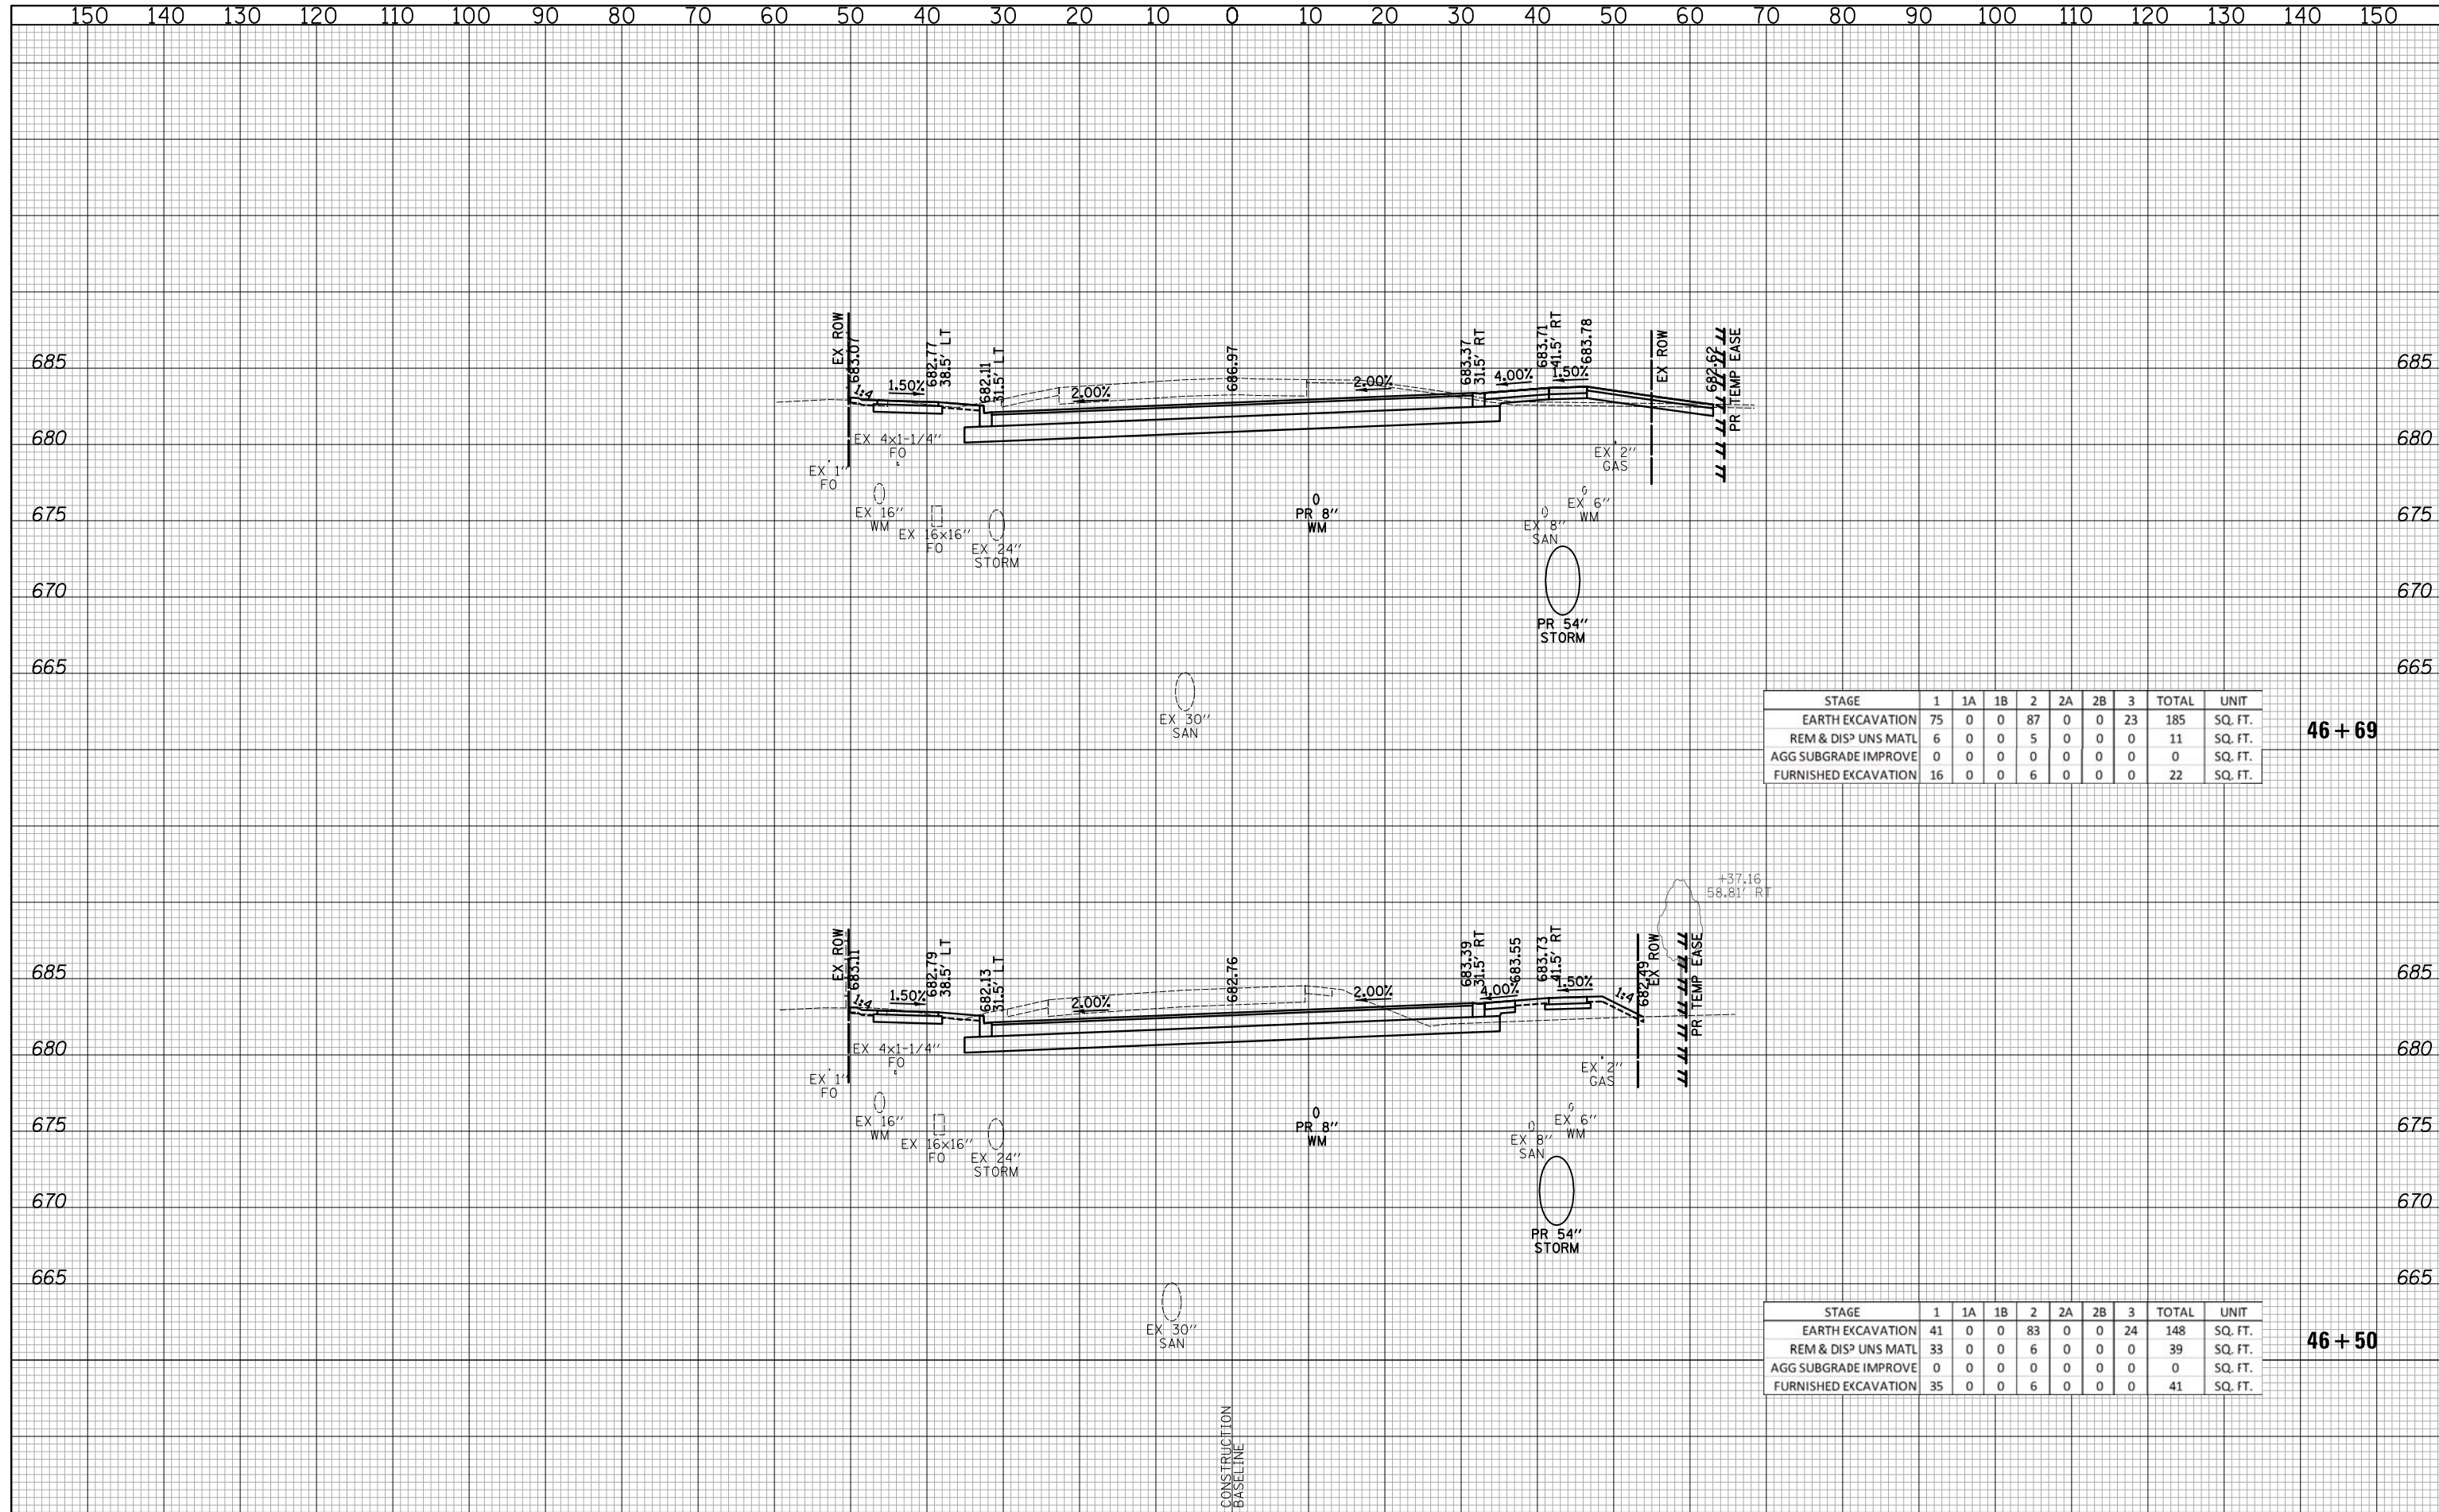 150 140 130 120 110 100 90 80 70 60 50 40 30 20 10 0 10 20 30 40 50 60 70 80 90 100 110 120 130 140 150
EX ROW
683.07
682.77
38.5' LT
682.11
31.5' LT
686.97
683.37
31.5' RT
683.71
41.5' RT
683.78
EX ROW
682.62
PR TEMP EASE
685 685
1:4
1.50%
2.00%
2.00%
4.00%
1.50%
680 680
EX 4x1-1/4"
FO
EX 1"
FO
EX 2"
GAS
675 675
EX 16"
WM
EX 16x16"
FO
EX 24"
STORM
PR 8"
WM
EX 6"
WM
EX 8"
SAN
670 670
PR 54"
STORM
665 665
EX 30"
SAN
STAGE 1 1A 1B 2 2A 2B 3 TOTAL UNIT
EARTH EXCAVATION 75 0 0 87 0 0 23 185 SQ. FT.
REM & DISP UNS MATL 6 0 0 5 0 0 0 11 SQ. FT.
AGG SUBGRADE IMPROVE 0 0 0 0 0 0 0 0 SQ. FT.
FURNISHED EXCAVATION 16 0 0 6 0 0 0 22 SQ. FT.
46+69
+37.16
58.81' RT
EX ROW
683.11
682.79
38.5' LT
682.13
31.5' LT
682.76
683.39
31.5' RT
683.55
683.73
41.5' RT
682.49
EX ROW
PR TEMP EASE
685 685
1:4
1.50%
2.00%
2.00%
4.00%
1.50%
1:4
680 680
EX 4x1-1/4"
FO
EX 1"
FO
EX 2"
GAS
675 675
EX 16"
WM
EX 16x16"
FO
EX 24"
STORM
PR 8"
WM
EX 6"
WM
EX 8"
SAN
670 670
PR 54"
STORM
665 665
EX 30"
SAN
STAGE 1 1A 1B 2 2A 2B 3 TOTAL UNIT
EARTH EXCAVATION 41 0 0 83 0 0 24 148 SQ. FT.
REM & DISP UNS MATL 33 0 0 6 0 0 0 39 SQ. FT.
AGG SUBGRADE IMPROVE 0 0 0 0 0 0 0 0 SQ. FT.
FURNISHED EXCAVATION 35 0 0 6 0 0 0 41 SQ. FT.
46+50
CONSTRUCTION
BASELINE